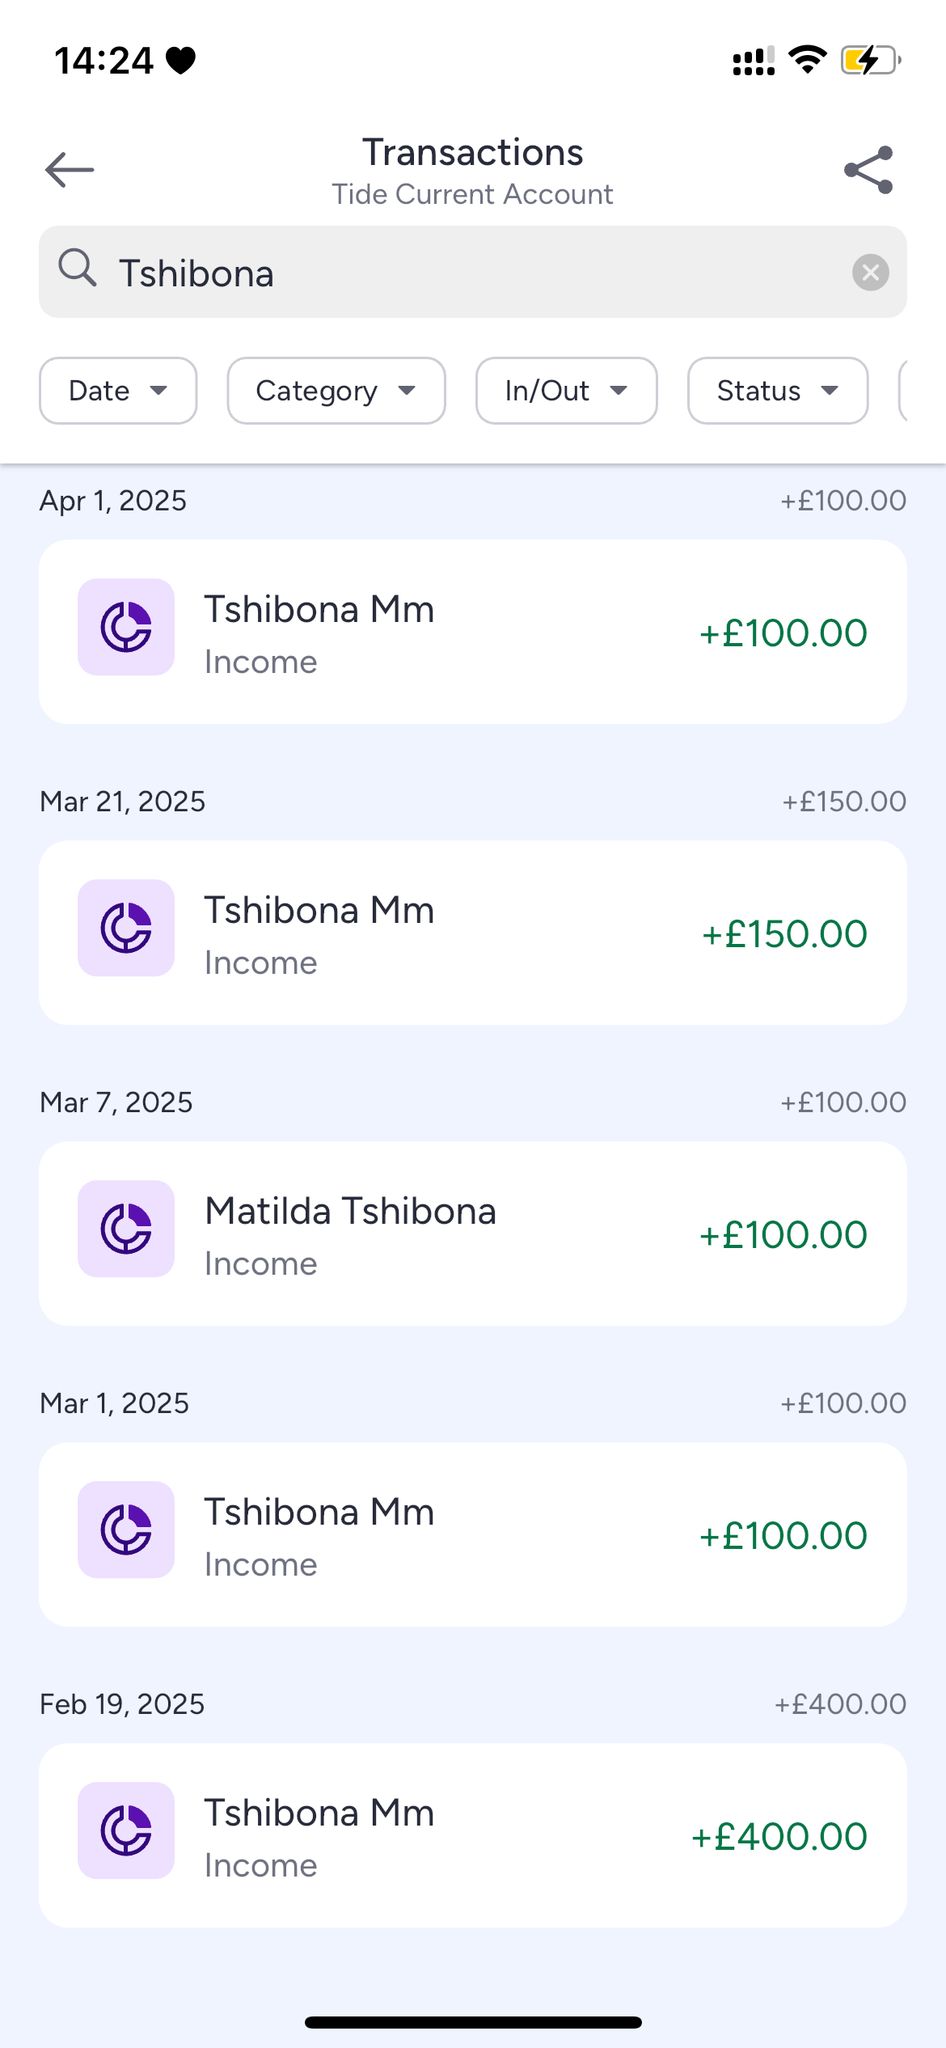 14:24
Transactions
Tide Current Account
Tshibona
Date
Category
In/Out
Status
Apr 1, 2025 +£100.00
Tshibona Mm
Income
+£100.00
Mar 21, 2025 +£150.00
Tshibona Mm
Income
+£150.00
Mar 7, 2025 +£100.00
Matilda Tshibona
Income
+£100.00
Mar 1, 2025 +£100.00
Tshibona Mm
Income
+£100.00
Feb 19, 2025 +£400.00
Tshibona Mm
Income
+£400.00